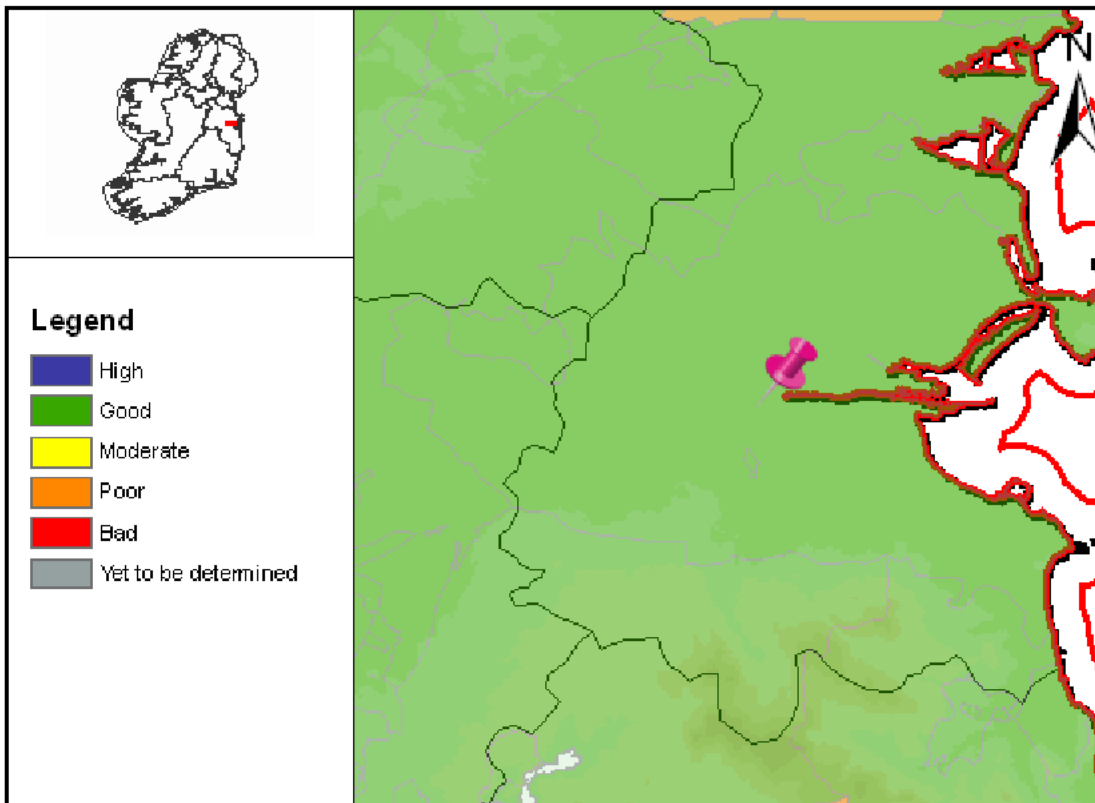 N
Legend
High
Good
Moderate
Poor
Bad
Yet to be determined